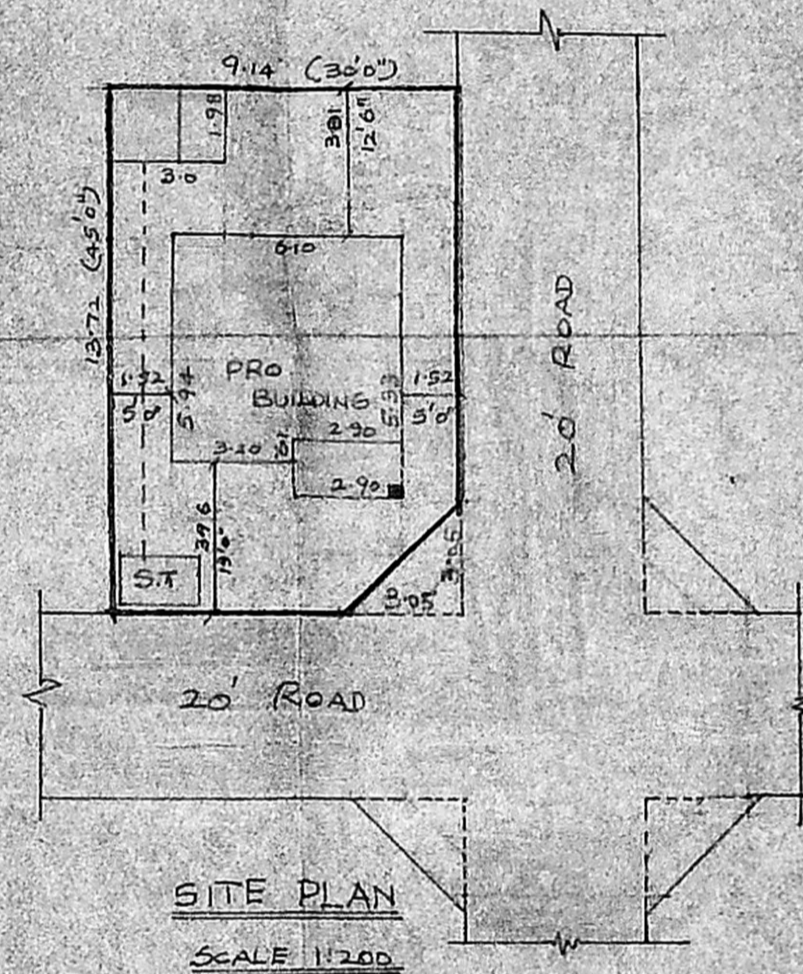 9.14 (30'0")
1.98
3.81
12'6"
3.0
6.10
13.72 (45'0")
20' ROAD
1.52
5'0"
5.94
PRO
BUILDING
5.33
1.52
5'0"
2.90
3.20
2.90
3.96
13'0"
S.T
3.05
3.05
20' ROAD
SITE PLAN
SCALE 1:200